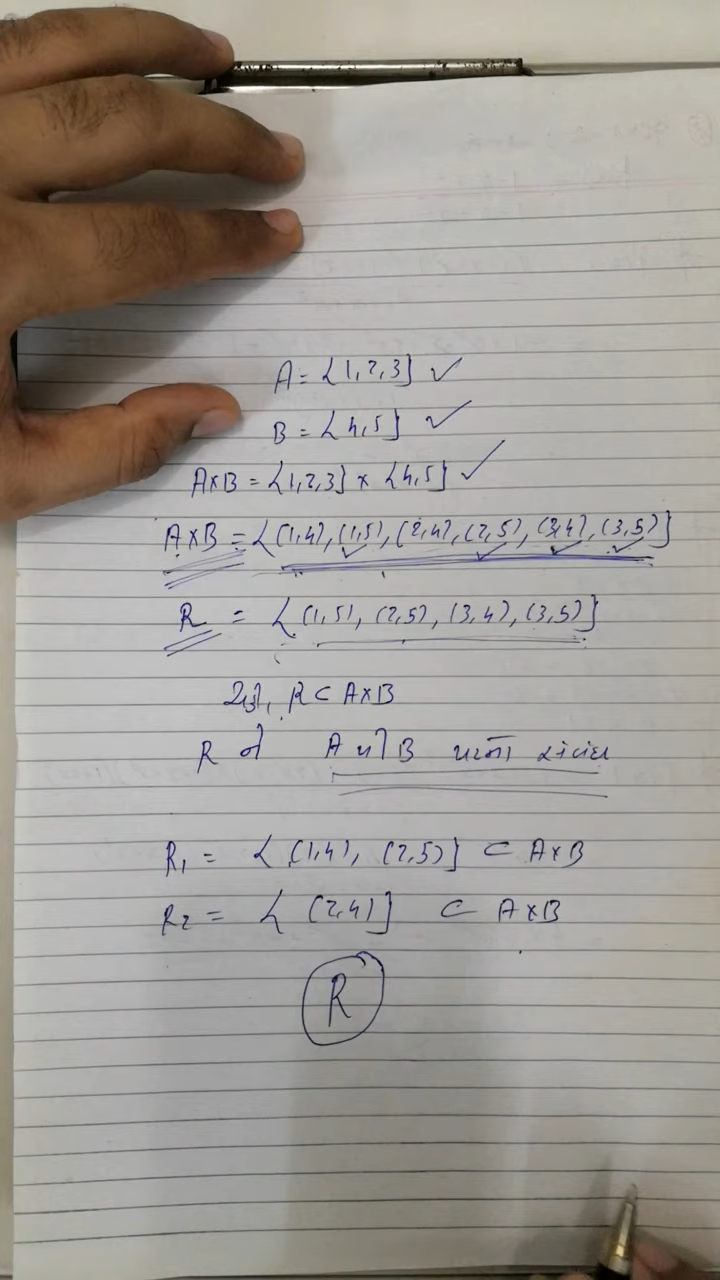 A = {1,2,3} ✓
B = {4,5} ✓
A×B = {1,2,3} × {4,5} ✓
A×B = {(1,4), (1,5), (2,4), (2,5), (3,4), (3,5)}
R = {(1,5), (2,5), (3,4), (3,5)}
R ⊂ A×B
R ને A થી B પરનો સંબંધ
R₁ = {(1,4), (2,5)} ⊂ A×B
R₂ = {(2,4)} ⊂ A×B
R